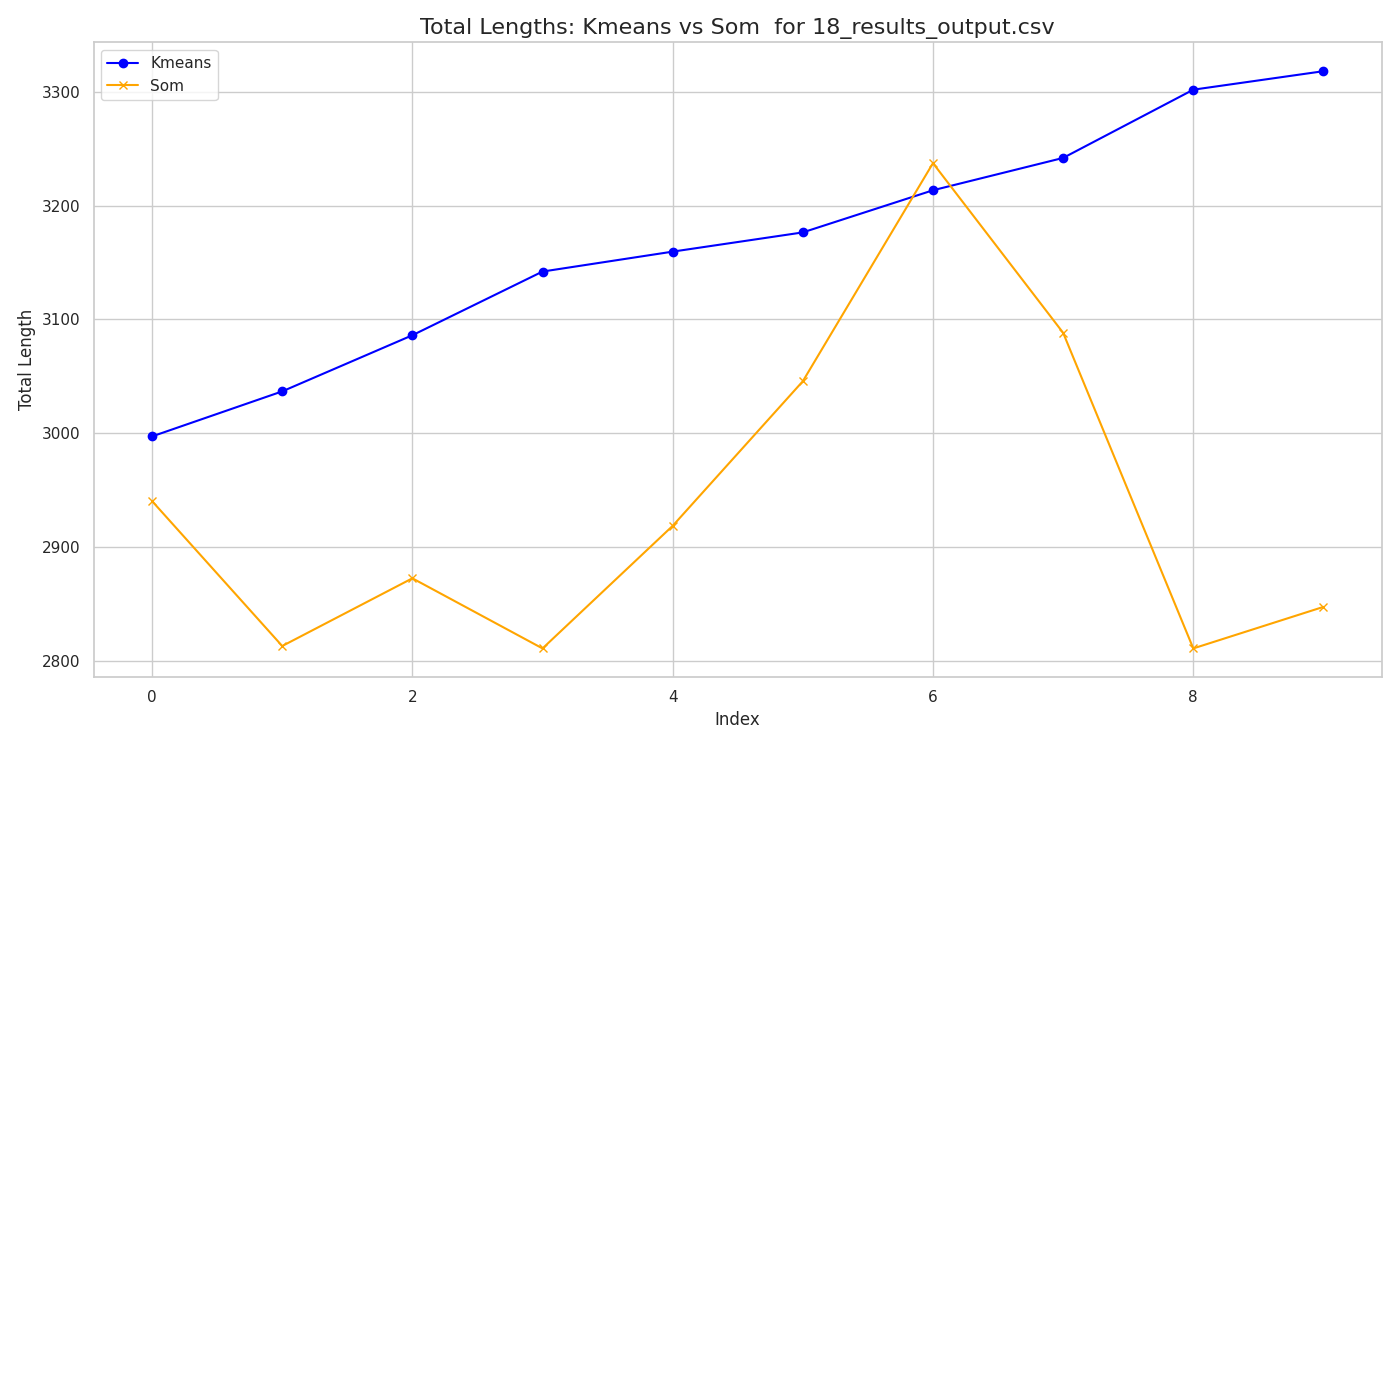 Total Lengths: Kmeans vs Som  for 18_results_output.csv
Kmeans
Som
Total Length
3300
3200
3100
3000
2900
2800
0 2 4 6 8
Index